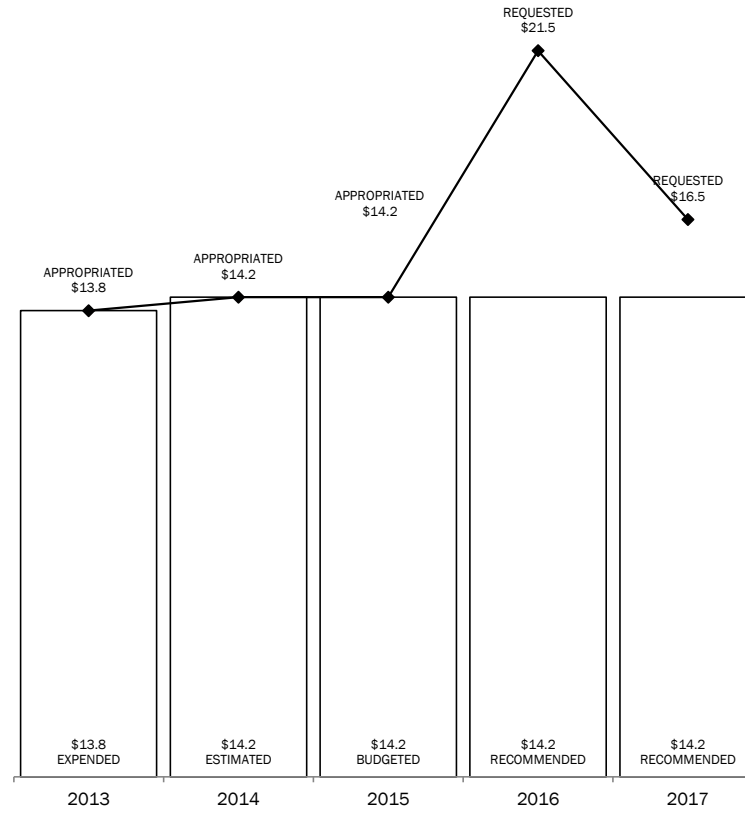 REQUESTED
$21.5
REQUESTED
$16.5
APPROPRIATED
$14.2
APPROPRIATED
$14.2
APPROPRIATED
$13.8
$13.8
EXPENDED
$14.2
ESTIMATED
$14.2
BUDGETED
$14.2
RECOMMENDED
$14.2
RECOMMENDED
2013
2014
2015
2016
2017